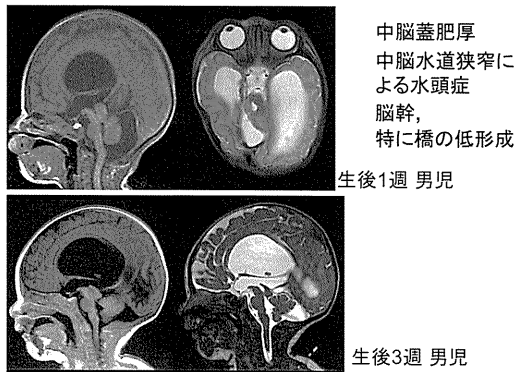 中脳蓋肥厚
中脳水道狭窄に
よる水頭症
脳幹,
特に橋の低形成
生後1週 男児
生後3週 男児